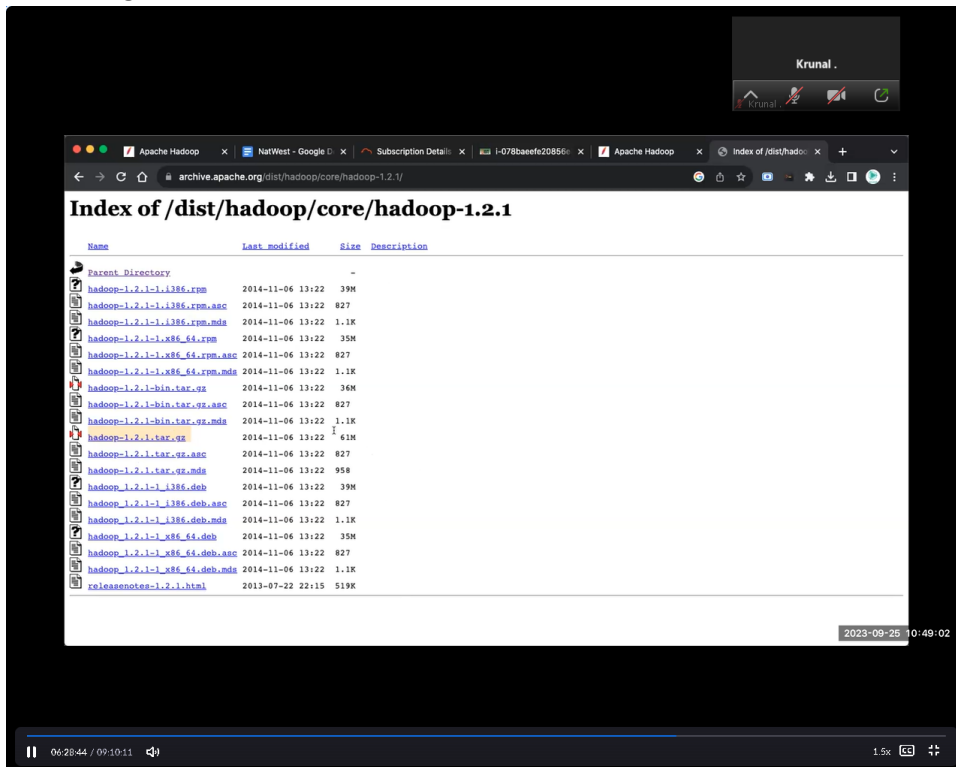 Krunal .
Krunal .
Apache Hadoop
NatWest - Google D
Subscription Details
i-078baeefe20856e
Apache Hadoop
Index of /dist/hadoo
archive.apache.org/dist/hadoop/core/hadoop-1.2.1/
Index of /dist/hadoop/core/hadoop-1.2.1
Name Last modified Size Description
Parent Directory -
hadoop-1.2.1-1.i386.rpm 2014-11-06 13:22 39M
hadoop-1.2.1-1.i386.rpm.asc 2014-11-06 13:22 827
hadoop-1.2.1-1.i386.rpm.mds 2014-11-06 13:22 1.1K
hadoop-1.2.1-1.x86_64.rpm 2014-11-06 13:22 35M
hadoop-1.2.1-1.x86_64.rpm.asc 2014-11-06 13:22 827
hadoop-1.2.1-1.x86_64.rpm.mds 2014-11-06 13:22 1.1K
hadoop-1.2.1-bin.tar.gz 2014-11-06 13:22 36M
hadoop-1.2.1-bin.tar.gz.asc 2014-11-06 13:22 827
hadoop-1.2.1-bin.tar.gz.mds 2014-11-06 13:22 1.1K
hadoop-1.2.1.tar.gz 2014-11-06 13:22 61M
hadoop-1.2.1.tar.gz.asc 2014-11-06 13:22 827
hadoop-1.2.1.tar.gz.mds 2014-11-06 13:22 958
hadoop_1.2.1-1_i386.deb 2014-11-06 13:22 39M
hadoop_1.2.1-1_i386.deb.asc 2014-11-06 13:22 827
hadoop_1.2.1-1_i386.deb.mds 2014-11-06 13:22 1.1K
hadoop_1.2.1-1_x86_64.deb 2014-11-06 13:22 35M
hadoop_1.2.1-1_x86_64.deb.asc 2014-11-06 13:22 827
hadoop_1.2.1-1_x86_64.deb.mds 2014-11-06 13:22 1.1K
releasenotes-1.2.1.html 2013-07-22 22:15 519K
2023-09-25 10:49:02
06:28:44 / 09:10:11 1.5x CC